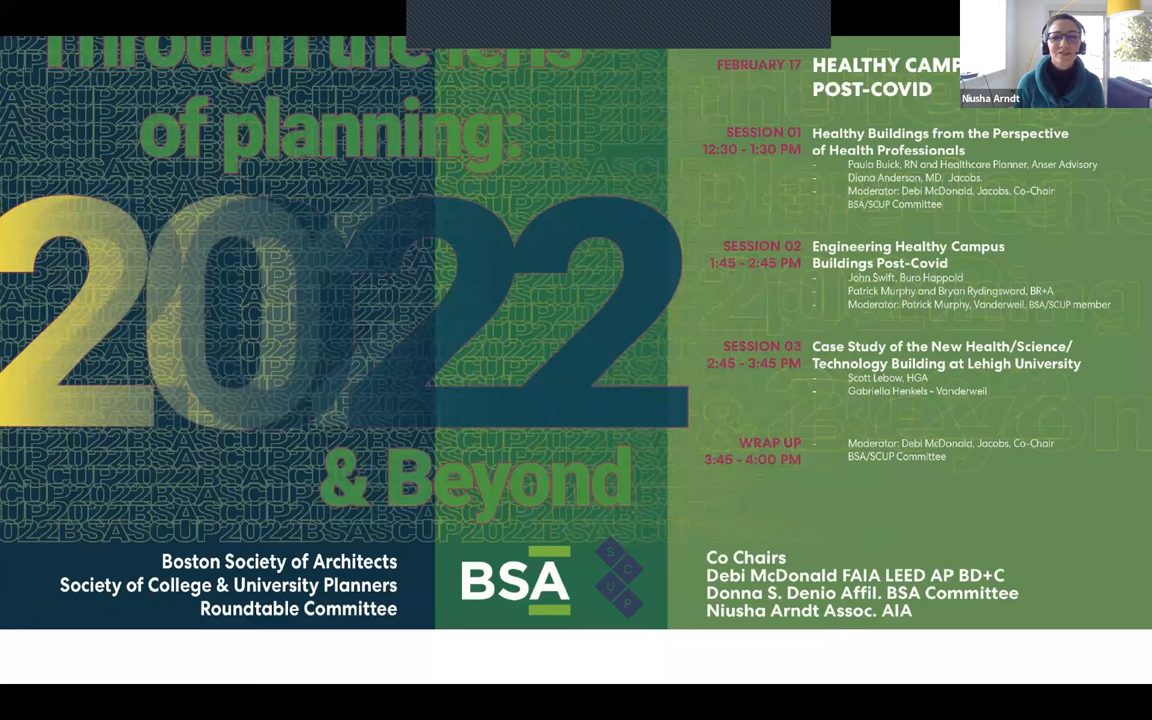 Through the lens
of planning:
2022
& Beyond
Boston Society of Architects
Society of College & University Planners
Roundtable Committee
BSA
S
C
U
P
FEBRUARY 17
HEALTHY CAMP
POST-COVID
Niusha Arndt
SESSION 01
12:30 - 1:30 PM
Healthy Buildings from the Perspective
of Health Professionals
- Paula Buick, RN and Healthcare Planner, Anser Advisory
- Diana Anderson, MD. Jacobs.
- Moderator: Debi McDonald, Jacobs, Co-Chair
BSA/SCUP Committee
SESSION 02
1:45 - 2:45 PM
Engineering Healthy Campus
Buildings Post-Covid
- John Swift, Buro Happold
- Patrick Murphy and Bryan Rydingsward, BR+A
- Moderator: Patrick Murphy, Vanderweil, BSA/SCUP member
SESSION 03
2:45 - 3:45 PM
Case Study of the New Health/Science/
Technology Building at Lehigh University
- Scott Lebow, HGA
- Gabriella Henkels - Vanderweil
WRAP UP
3:45 - 4:00 PM
- Moderator: Debi McDonald, Jacobs, Co-Chair
BSA/SCUP Committee
Co Chairs
Debi McDonald FAIA LEED AP BD+C
Donna S. Denio Affil. BSA Committee
Niusha Arndt Assoc. AIA